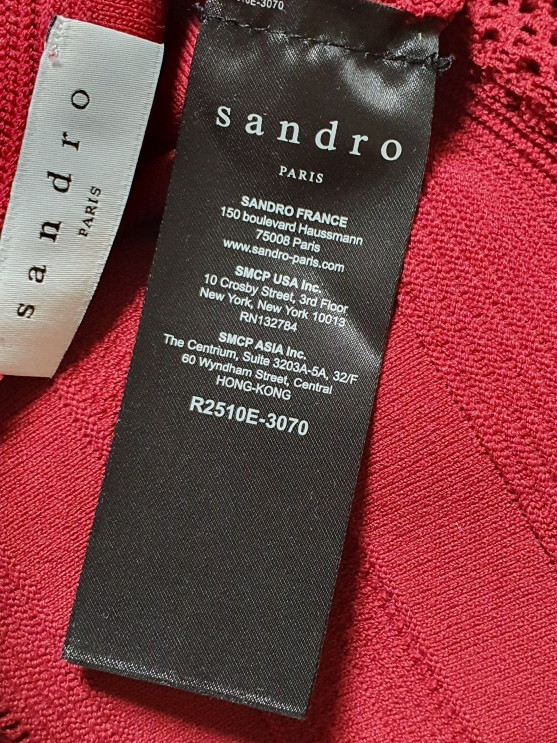 sandro
PARIS
10E-3070
sandro
PARIS
SANDRO FRANCE
150 boulevard Haussmann
75008 Paris
www.sandro-paris.com
SMCP USA Inc.
10 Crosby Street, 3rd Floor
New York, New York 10013
RN132784
SMCP ASIA Inc.
The Centrium, Suite 3203A-5A, 32/F
60 Wyndham Street, Central
HONG-KONG
R2510E-3070